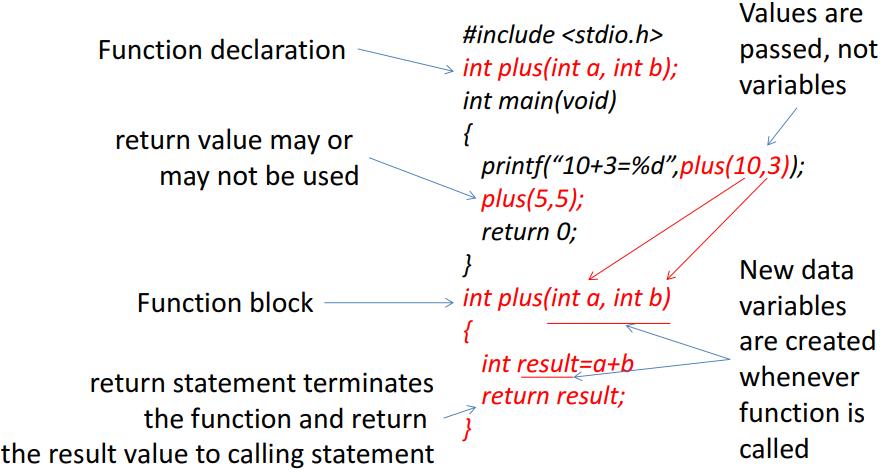 Function declaration
return value may or
may not be used
Function block
return statement terminates
the function and return
the result value to calling statement
#include <stdio.h>
int plus(int a, int b);
int main(void)
{
printf(“10+3=%d”,plus(10,3));
plus(5,5);
return 0;
}
int plus(int a, int b)
{
int result=a+b
return result;
}
Values are
passed, not
variables
New data
variables
are created
whenever
function is
called